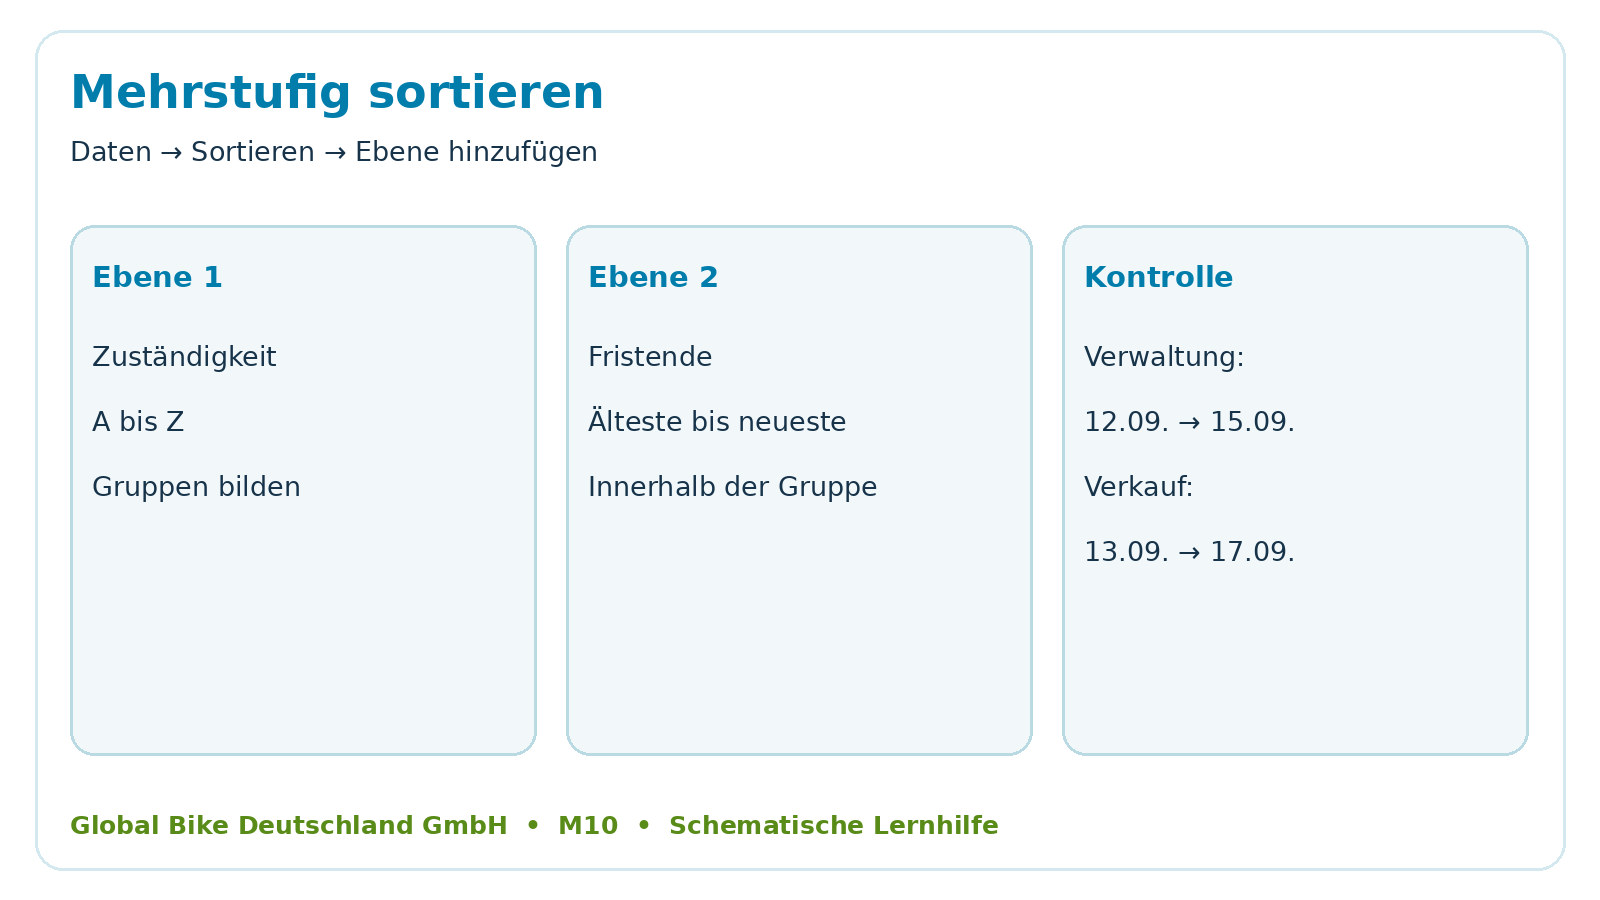 Mehrstufig sortieren
Daten → Sortieren → Ebene hinzufügen
Ebene 1
Zuständigkeit
A bis Z
Gruppen bilden
Ebene 2
Fristende
Älteste bis neueste
Innerhalb der Gruppe
Kontrolle
Verwaltung:
12.09. → 15.09.
Verkauf:
13.09. → 17.09.
Global Bike Deutschland GmbH • M10 • Schematische Lernhilfe